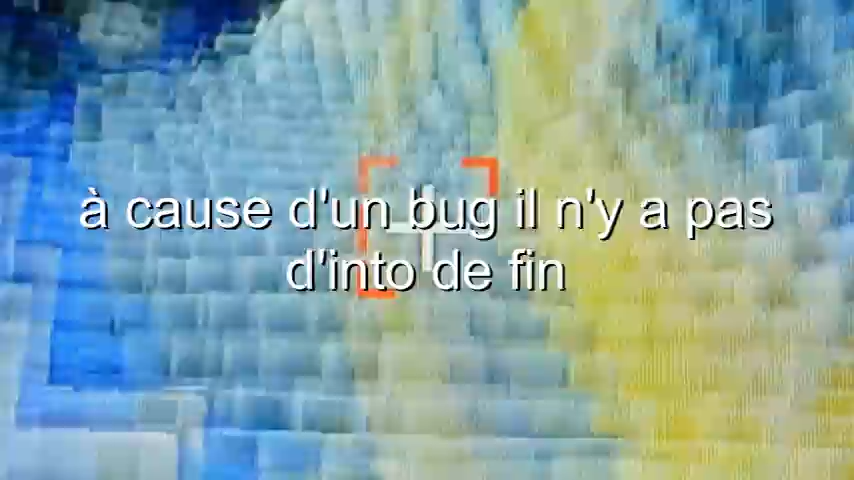 à cause d'un bug il n'y a pas
d'into de fin